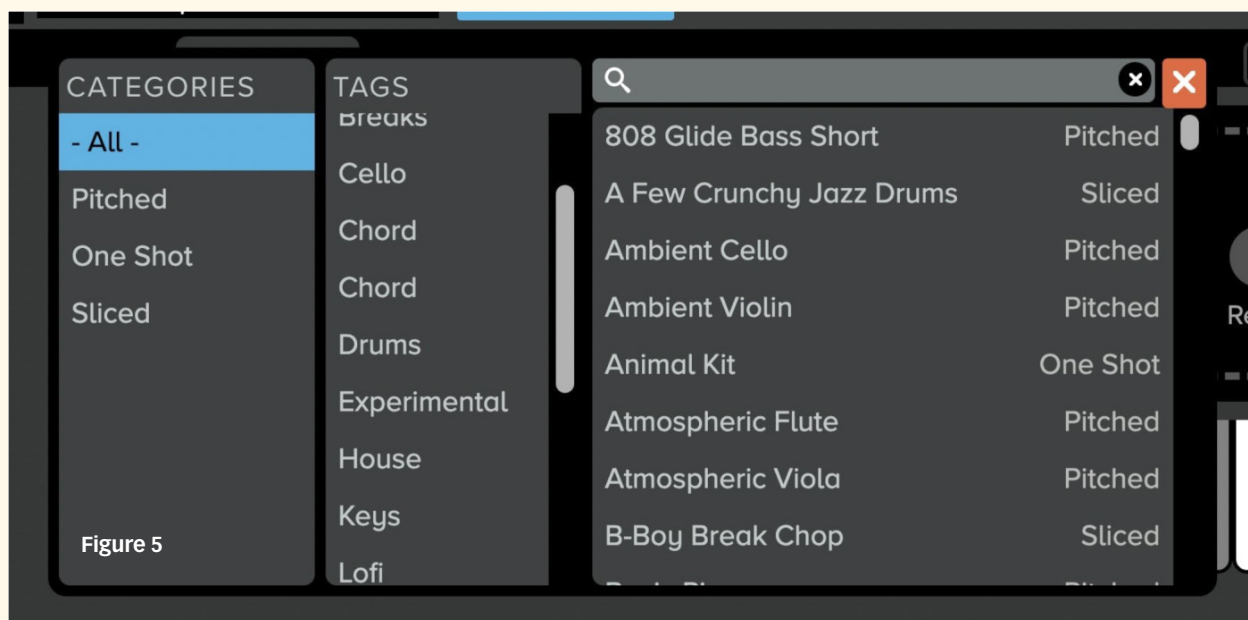 CATEGORIES
- All -
Pitched
One Shot
Sliced
Figure 5
TAGS
Breaks
Cello
Chord
Chord
Drums
Experimental
House
Keys
Lofi
808 Glide Bass Short Pitched
A Few Crunchy Jazz Drums Sliced
Ambient Cello Pitched
Ambient Violin Pitched
Animal Kit One Shot
Atmospheric Flute Pitched
Atmospheric Viola Pitched
B-Boy Break Chop Sliced
Re